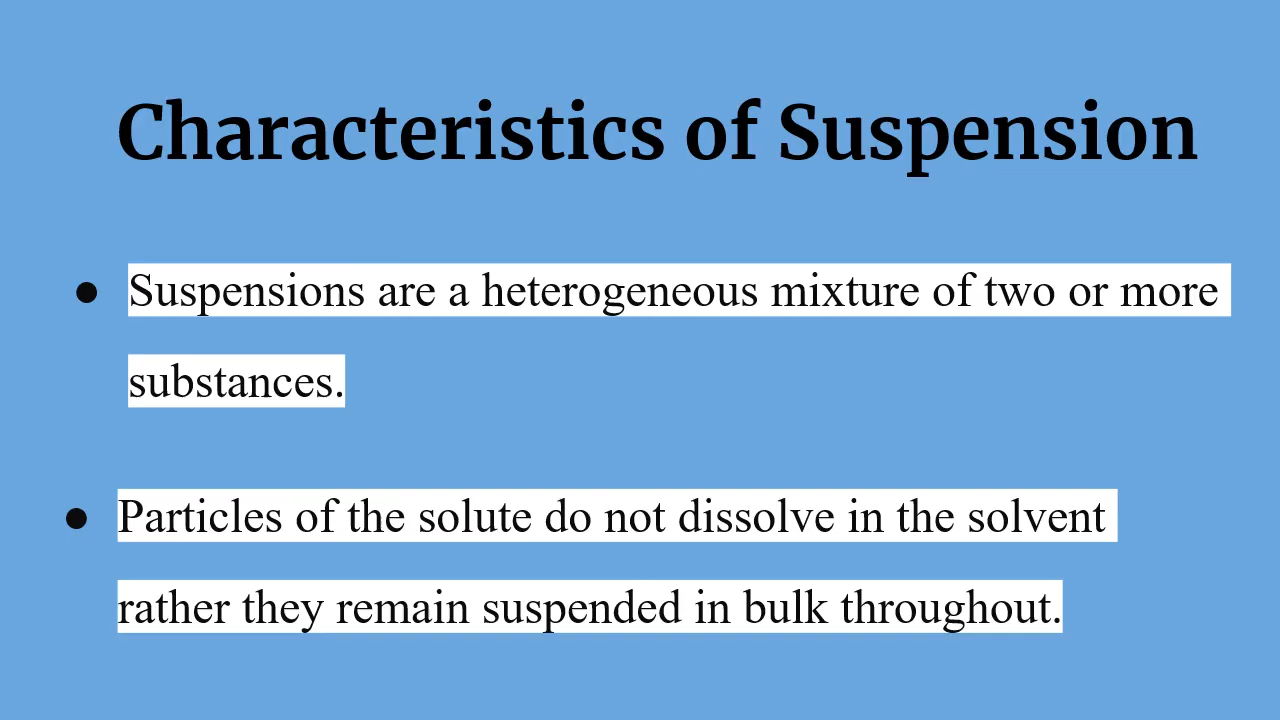 Characteristics of Suspension
● Suspensions are a heterogeneous mixture of two or more
substances.
● Particles of the solute do not dissolve in the solvent
rather they remain suspended in bulk throughout.